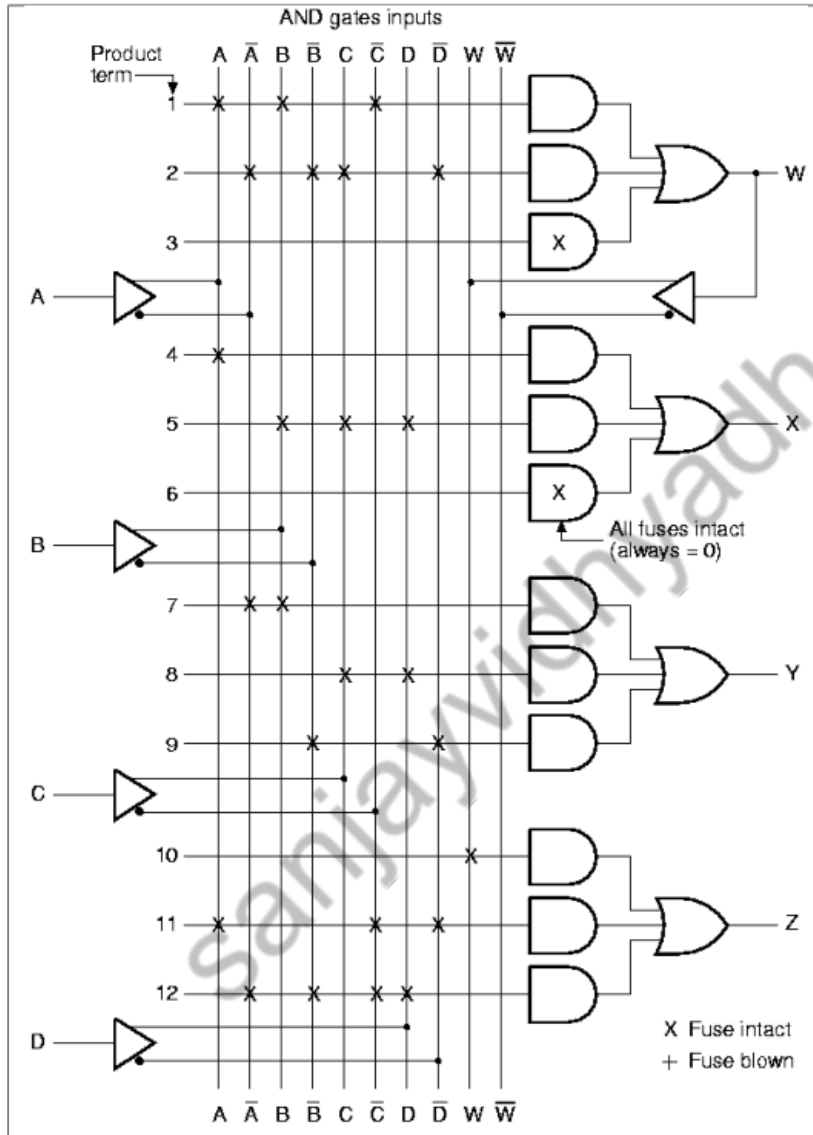 AND gates inputs
Product term
A A̅ B B̅ C C̅ D D̅ W W̅
1
2
W
3
A
4
5
X
6
B
All fuses intact
(always = 0)
7
8
Y
9
C
10
11
Z
12
D
X Fuse intact
+ Fuse blown
A A̅ B B̅ C C̅ D D̅ W W̅
sanjayvidhyadh